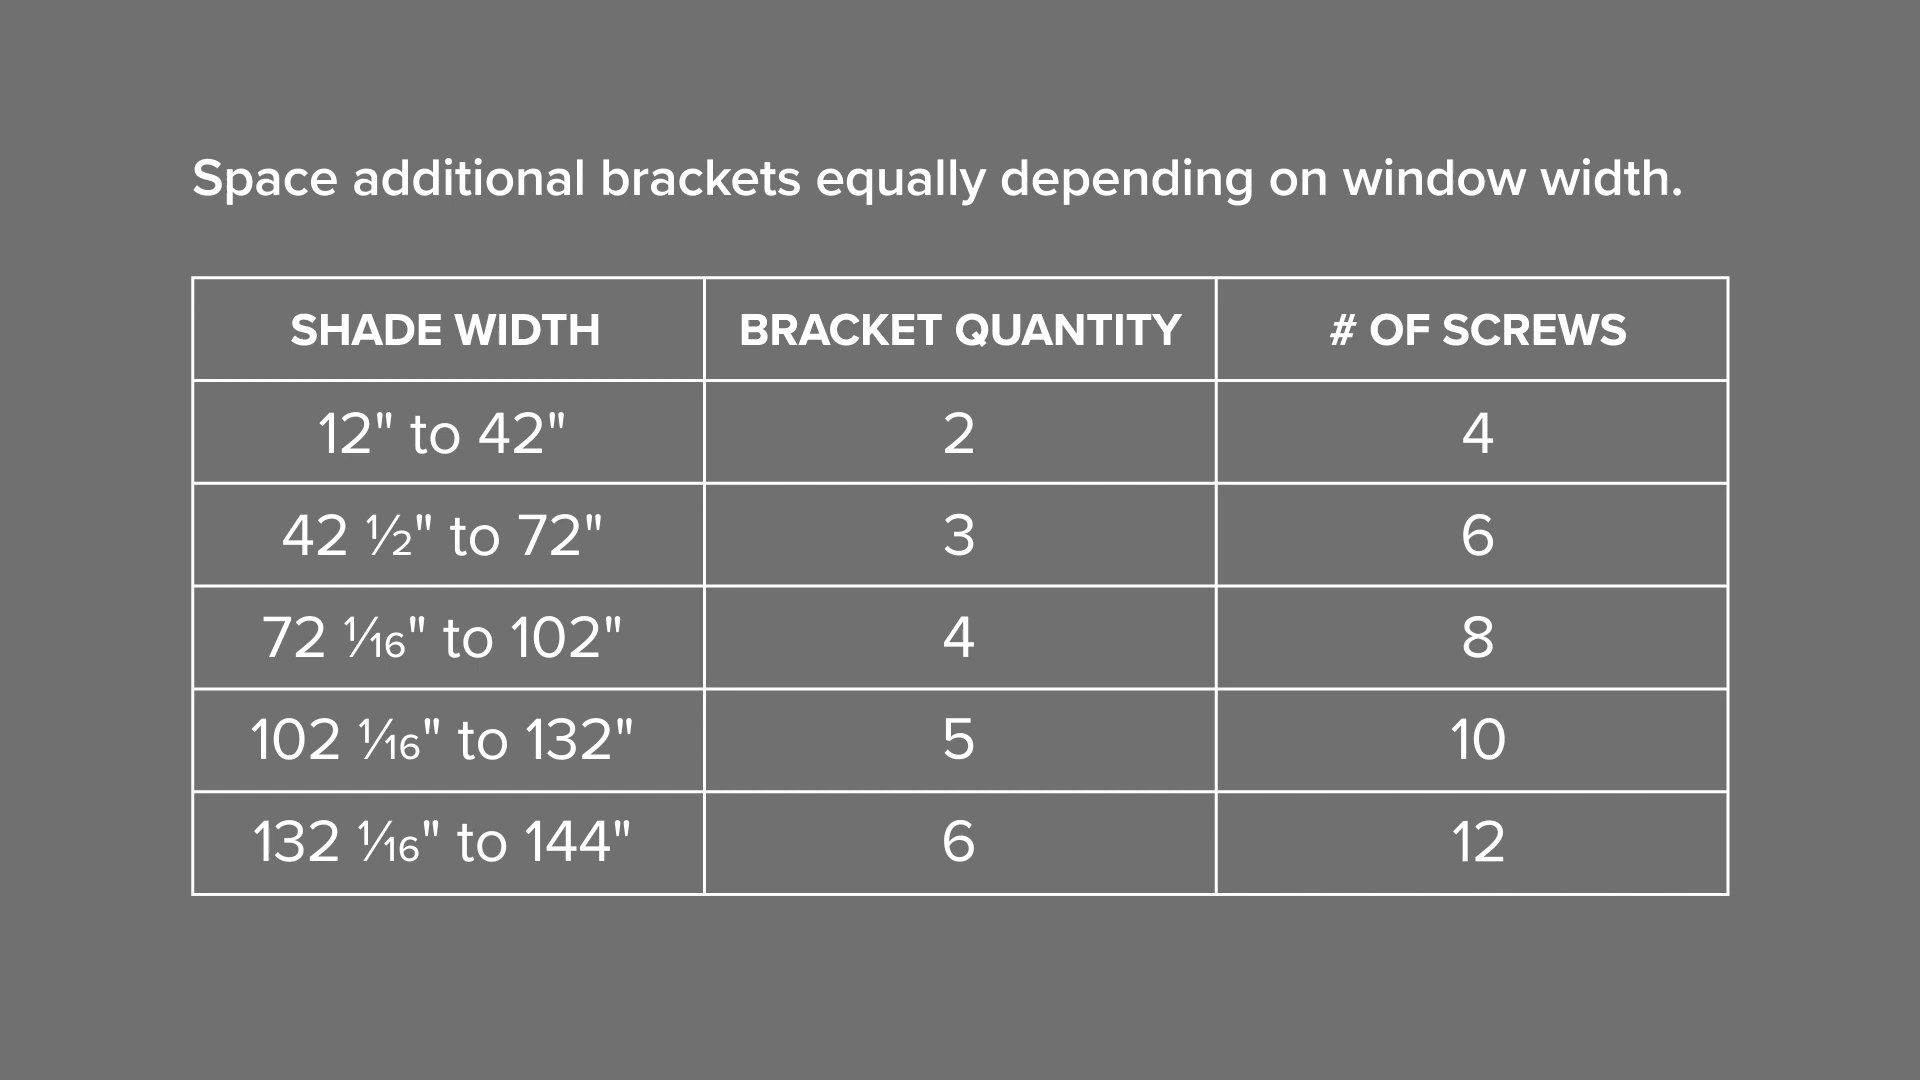 Space additional brackets equally depending on window width.
SHADE WIDTH BRACKET QUANTITY # OF SCREWS
12" to 42" 2 4
42 ½" to 72" 3 6
72 ⅟16" to 102" 4 8
102 ⅟16" to 132" 5 10
132 ⅟16" to 144" 6 12